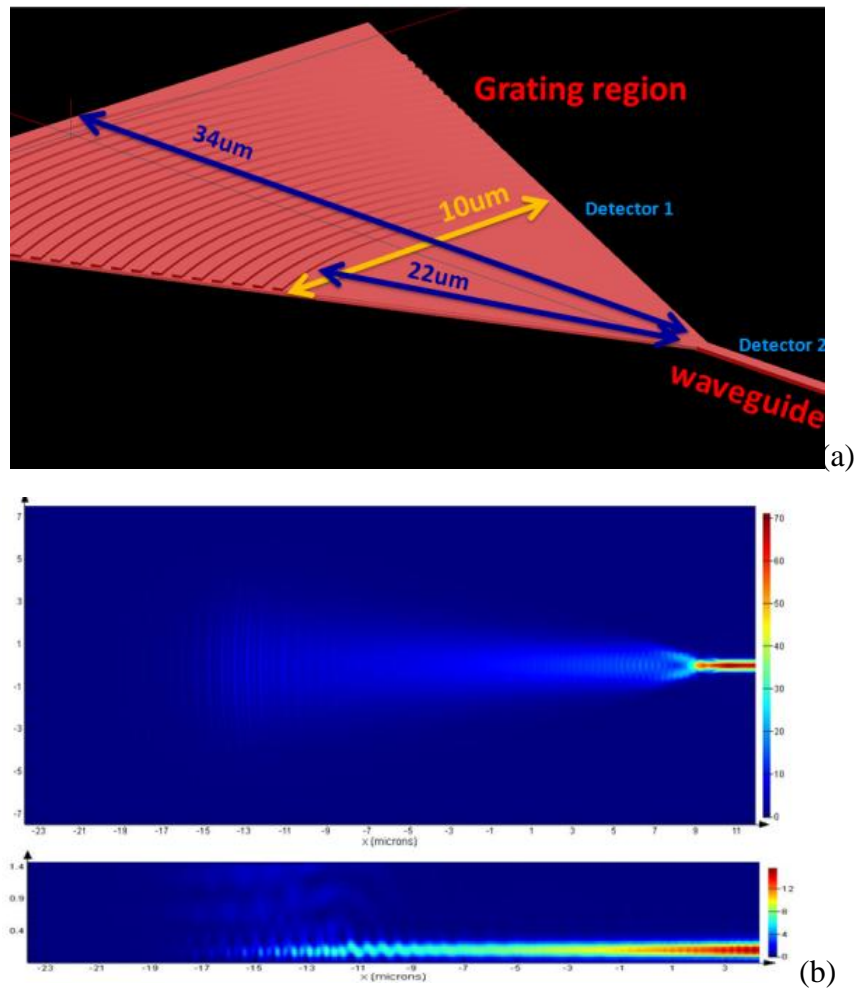 Grating region
34um
10um
Detector 1
22um
Detector 2
waveguide
(a)
7
5
3
1
-1
-3
-5
-7
-23 -21 -19 -17 -15 -13 -11 -9 -7 -5 -3 -1 1 3 5 7 9 11
x (microns)
70
60
50
40
30
20
10
0
1.4
0.9
0.4
-23 -21 -19 -17 -15 -13 -11 -9 -7 -5 -3 -1 1 3
x (microns)
12
8
4
0
(b)